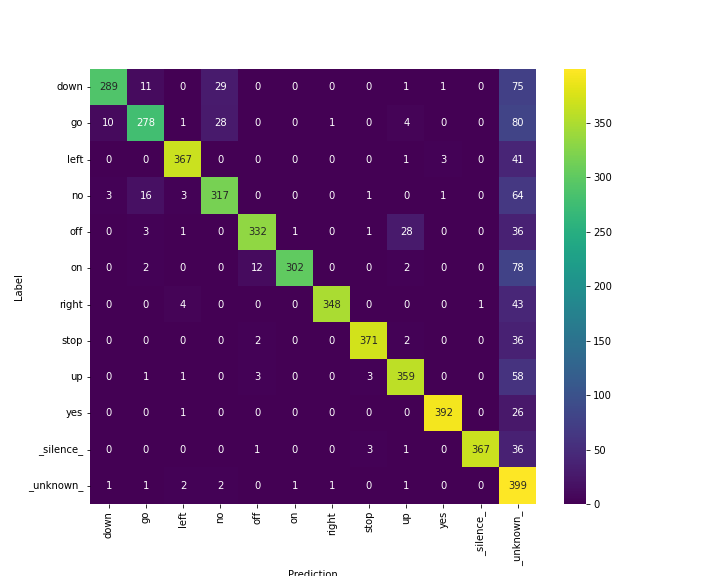 down 289 11 0 29 0 0 0 0 1 1 0 75
go 10 278 1 28 0 0 1 0 4 0 0 80
left 0 0 367 0 0 0 0 0 1 3 0 41
no 3 16 3 317 0 0 0 1 0 1 0 64
off 0 3 1 0 332 1 0 1 28 0 0 36
on 0 2 0 0 12 302 0 0 2 0 0 78
right 0 0 4 0 0 0 348 0 0 0 1 43
stop 0 0 0 0 2 0 0 371 2 0 0 36
up 0 1 1 0 3 0 0 3 359 0 0 58
yes 0 0 1 0 0 0 0 0 0 392 0 26
_silence_ 0 0 0 0 1 0 0 3 1 0 367 36
_unknown_ 1 1 2 2 0 1 1 0 1 0 0 399
down go left no off on right stop up yes _silence_ _unknown_
Label
Prediction
350
300
250
200
150
100
50
0